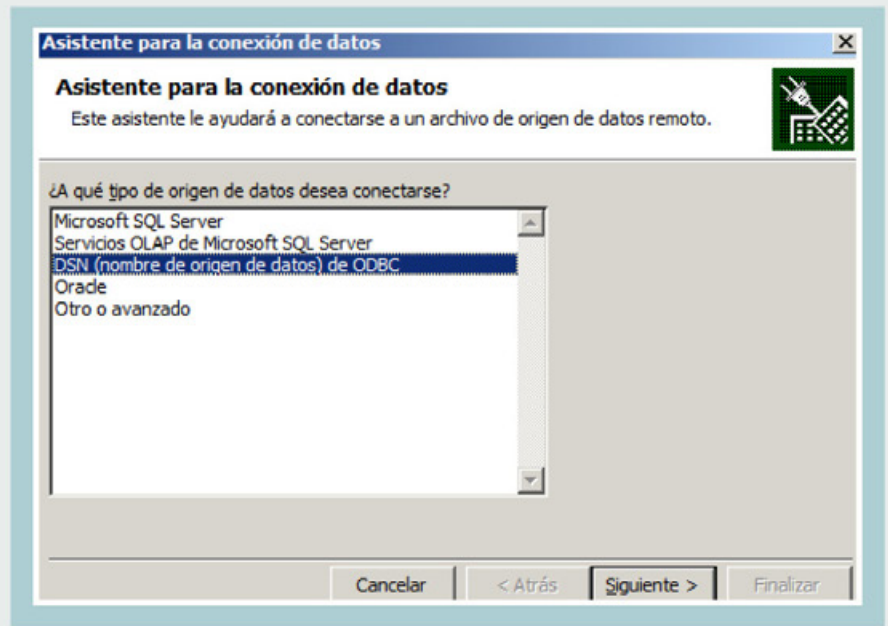 Asistente para la conexión de datos
Asistente para la conexión de datos
Este asistente le ayudará a conectarse a un archivo de origen de datos remoto.
¿A qué tipo de origen de datos desea conectarse?
Microsoft SQL Server
Servicios OLAP de Microsoft SQL Server
DSN (nombre de origen de datos) de ODBC
Oracle
Otro o avanzado
Cancelar < Atrás Siguiente > Finalizar